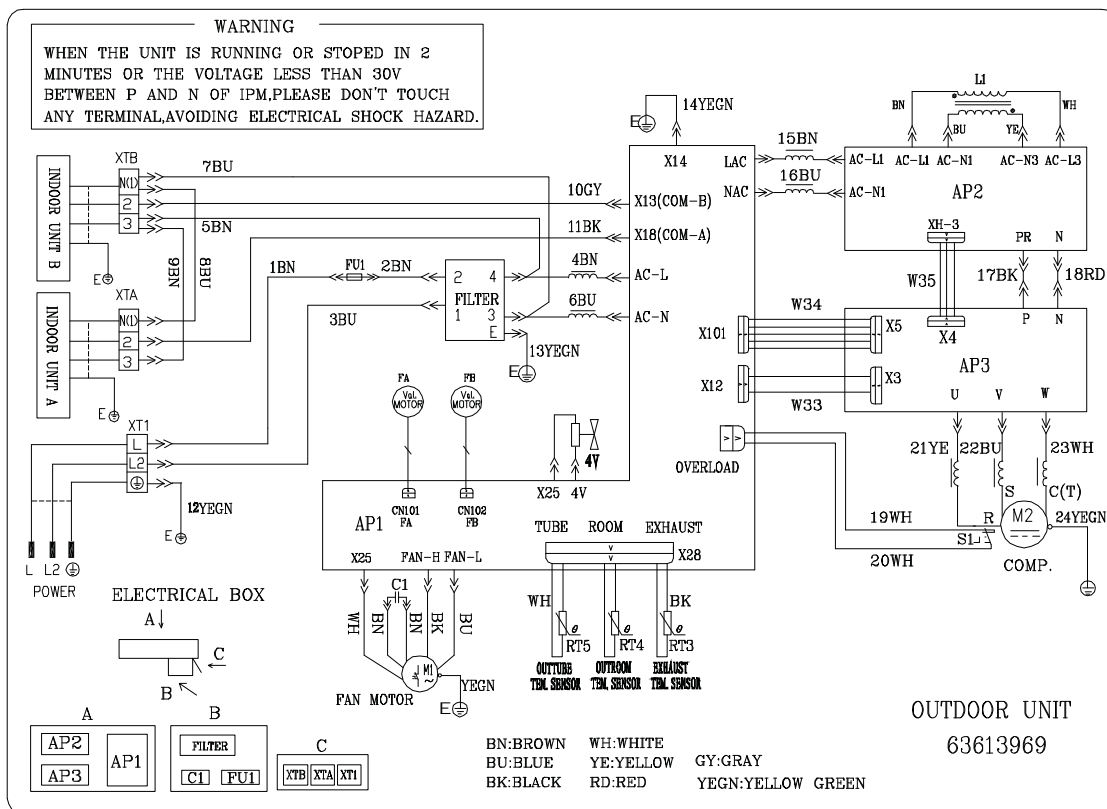 WARNING
WHEN THE UNIT IS RUNNING OR STOPED IN 2
MINUTES OR THE VOLTAGE LESS THAN 30V
BETWEEN P AND N OF IPM,PLEASE DON'T TOUCH
ANY TERMINAL,AVOIDING ELECTRICAL SHOCK HAZARD.
L1
BN
WH
BU
YE
E
14YEGN
X14
LAC
15BN
AC-L1
AC-L1
AC-N1
AC-N3
AC-L3
NAC
16BU
AC-N1
AP2
XH-3
PR
N
INDOOR UNIT B
XTB
N(1)
2
3
E
7BU
10GY
X13(COM-B)
5BN
11BK
X18(COM-A)
9BN
8BU
1BN
FU1
2BN
2
4
FILTER
1
3
E
4BN
AC-L
3BU
6BU
AC-N
13YEGN
E
INDOOR UNIT A
XTA
N(1)
2
3
E
W35
17BK
18RD
W34
X101
X5
X4
P
N
AP3
X12
X3
W33
U
V
W
XT1
L
L2
12YEGN
E
L
L2
POWER
FA
Val.
MOTOR
FB
Val.
MOTOR
4V
X25
4V
OVERLOAD
21YE
22BU
23WH
S
C(T)
19WH
R
M2
24YEGN
S1
20WH
COMP.
AP1
CN101
FA
CN102
FB
TUBE
ROOM
EXHAUST
X28
X25
FAN-H
FAN-L
WH
BN
C1
BN
BK
BU
M1
~
YEGN
E
FAN MOTOR
WH
BK
θ
RT5
θ
RT4
θ
RT3
OUTTUBE
TEM. SENSOR
OUTROOM
TEM. SENSOR
EXHAUST
TEM. SENSOR
ELECTRICAL BOX
A
C
B
A
AP2
AP3
AP1
B
FILTER
C1
FU1
C
XTB
XTA
XT1
BN:BROWN WH:WHITE
BU:BLUE YE:YELLOW GY:GRAY
BK:BLACK RD:RED YEGN:YELLOW GREEN
OUTDOOR UNIT
63613969